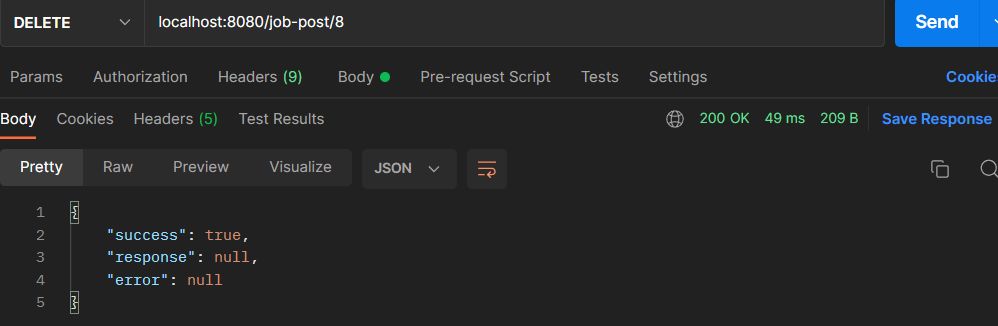 DELETE localhost:8080/job-post/8 Send
Params Authorization Headers (9) Body Pre-request Script Tests Settings Cookies
Body Cookies Headers (5) Test Results 200 OK 49 ms 209 B Save Response
Pretty Raw Preview Visualize JSON
1 {
2 "success": true,
3 "response": null,
4 "error": null
5 }